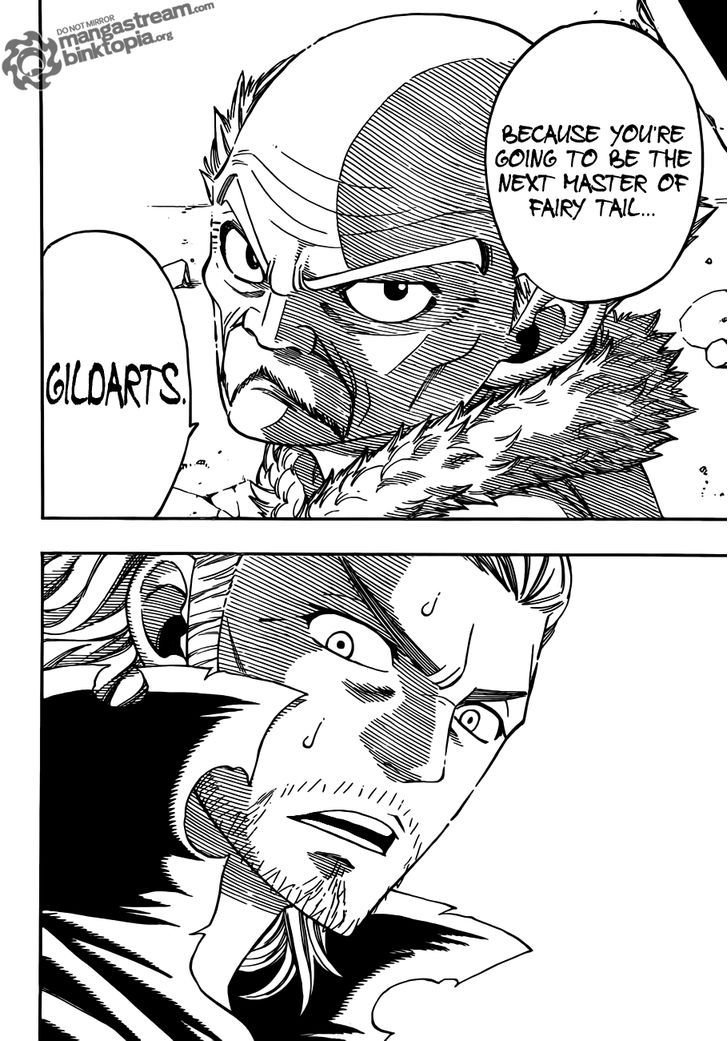 DO NOT MIRROR
mangastream.com
binktopia.org
BECAUSE YOU'RE
GOING TO BE THE
NEXT MASTER OF
FAIRY TAIL...
GILDARTS.